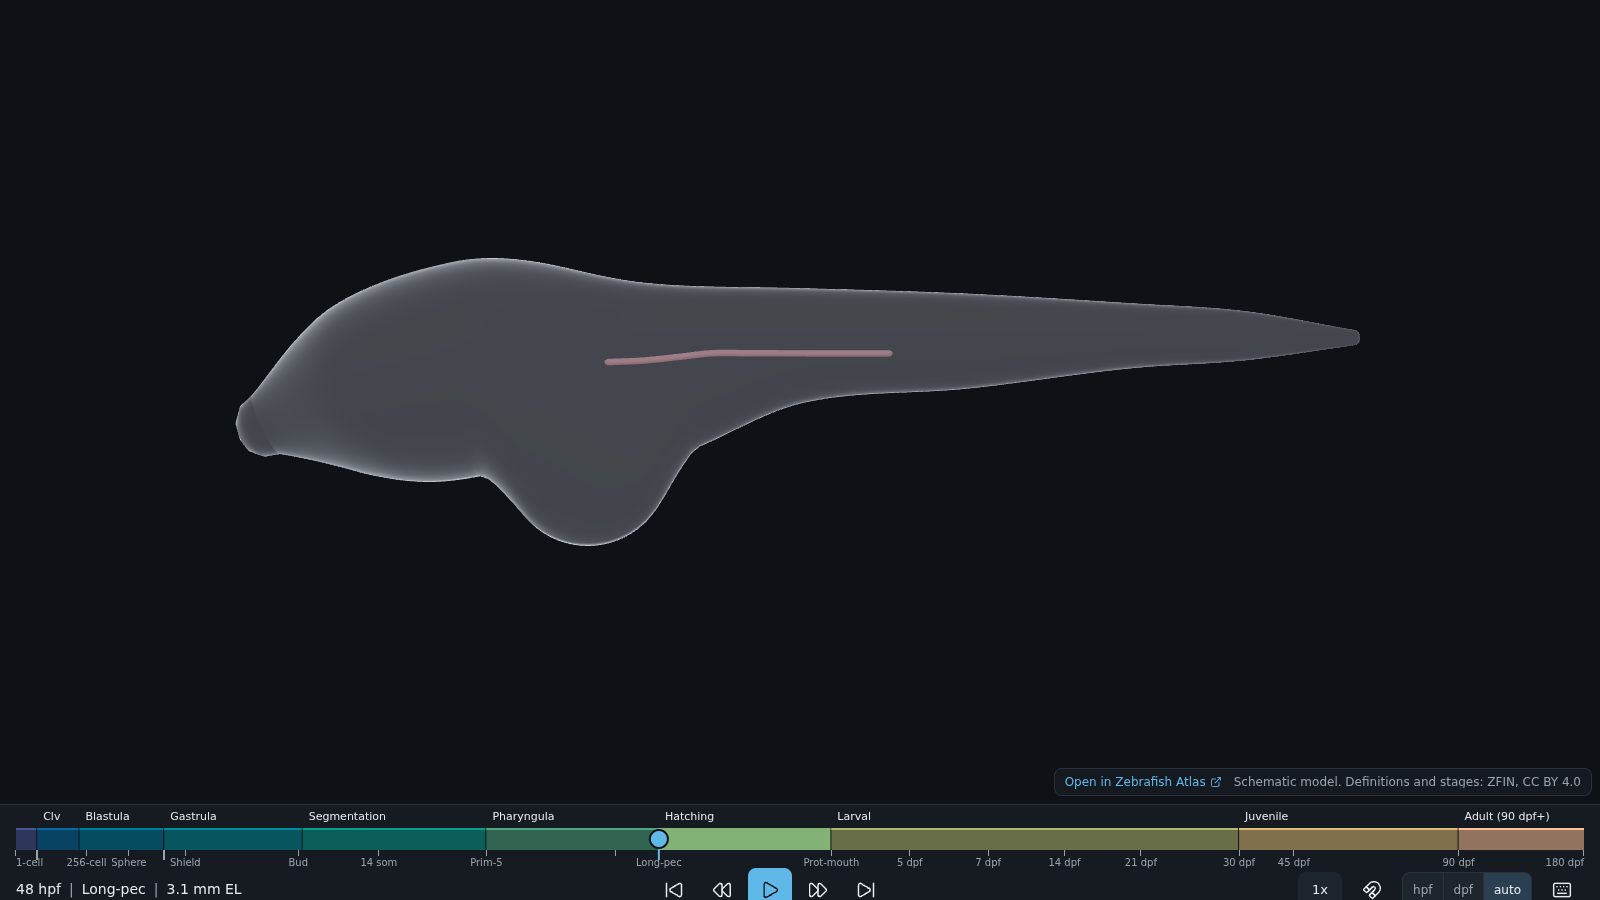 Open in Zebrafish Atlas Schematic model. Definitions and stages: ZFIN, CC BY 4.0
Clv Blastula Gastrula Segmentation Pharyngula Hatching Larval Juvenile Adult (90 dpf+)
1-cell 256-cell Sphere Shield Bud 14 som Prim-5 Long-pec Prot-mouth 5 dpf 7 dpf 14 dpf 21 dpf 30 dpf 45 dpf 90 dpf 180 dpf
48 hpf | Long-pec | 3.1 mm EL 1x hpf dpf auto